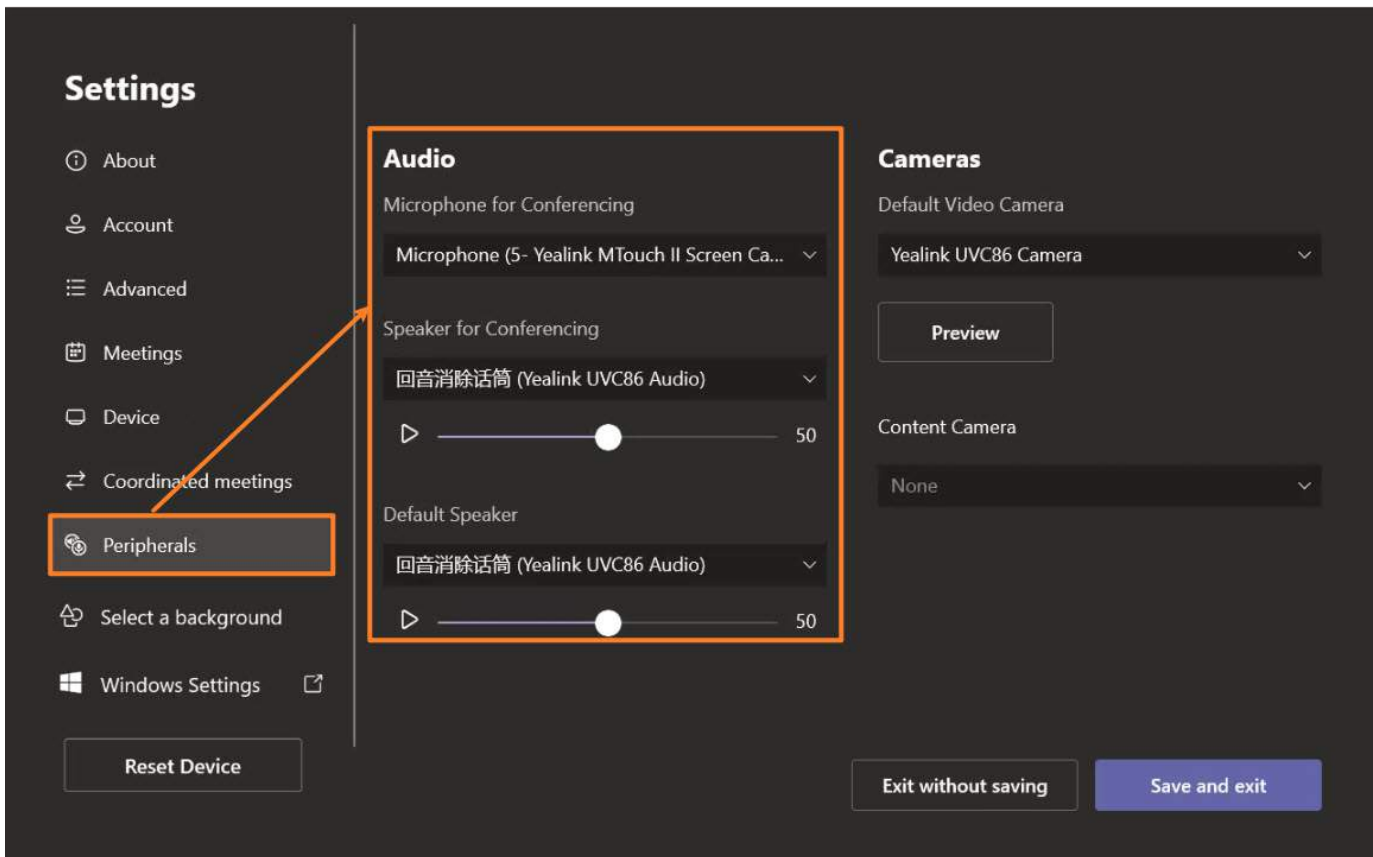 Settings
About
Account
Advanced
Meetings
Device
Coordinated meetings
Peripherals
Select a background
Windows Settings
Reset Device
Audio
Microphone for Conferencing
Microphone (5- Yealink MTouch II Screen Ca...
Speaker for Conferencing
回音消除话筒 (Yealink UVC86 Audio)
50
Default Speaker
回音消除话筒 (Yealink UVC86 Audio)
50
Cameras
Default Video Camera
Yealink UVC86 Camera
Preview
Content Camera
None
Exit without saving
Save and exit